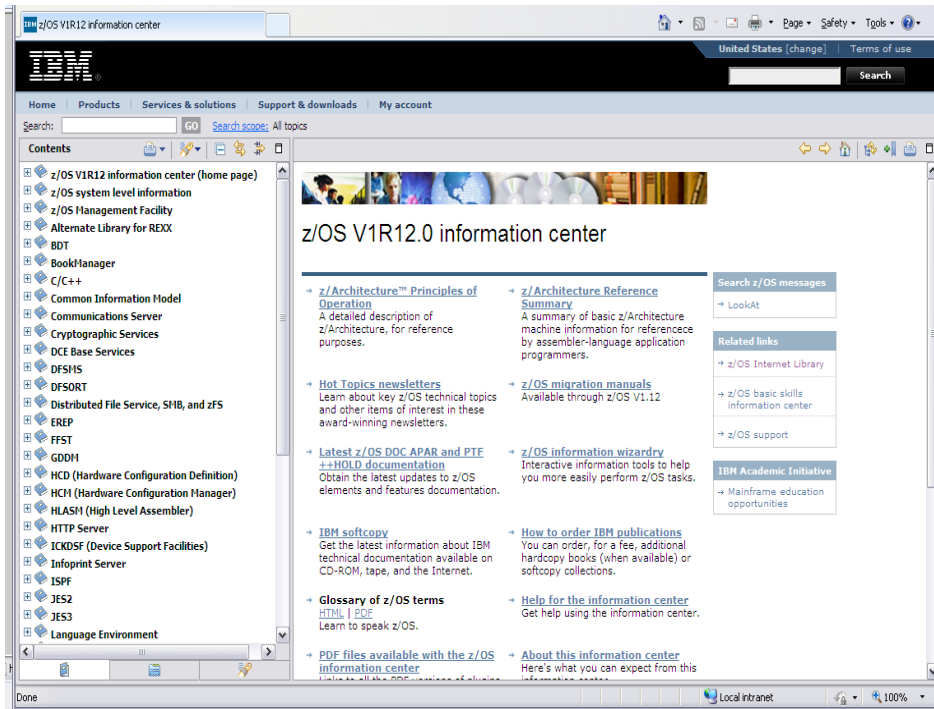 z/OS V1R12 information center
Page Safety Tools
United States [change] Terms of use
IBM
Search
Home Products Services & solutions Support & downloads My account
Search: GO Search scope: All topics
Contents
z/OS V1R12 information center (home page)
z/OS system level information
z/OS Management Facility
Alternate Library for REXX
BDT
BookManager
C/C++
Common Information Model
Communications Server
Cryptographic Services
DCE Base Services
DFSMS
DFSORT
Distributed File Service, SMB, and zFS
EREP
FFST
GDDM
HCD (Hardware Configuration Definition)
HCM (Hardware Configuration Manager)
HLASM (High Level Assembler)
HTTP Server
ICKDSF (Device Support Facilities)
Infoprint Server
ISPF
JES2
JES3
Language Environment
z/OS V1R12.0 information center
z/Architecture™ Principles of
Operation
A detailed description of
z/Architecture, for reference
purposes.
z/Architecture Reference
Summary
A summary of basic z/Architecture
machine information for referencece
by assembler-language application
programmers.
Hot Topics newsletters
Learn about key z/OS technical topics
and other items of interest in these
award-winning newsletters.
z/OS migration manuals
Available through z/OS V1.12
Latest z/OS DOC APAR and PTF
++HOLD documentation
Obtain the latest updates to z/OS
elements and features documentation.
z/OS information wizardry
Interactive information tools to help
you more easily perform z/OS tasks.
IBM softcopy
Get the latest information about IBM
technical documentation available on
CD-ROM, tape, and the Internet.
How to order IBM publications
You can order, for a fee, additional
hardcopy books (when available) or
softcopy collections.
Glossary of z/OS terms
HTML | PDF
Learn to speak z/OS.
Help for the information center
Get help using the information center.
PDF files available with the z/OS
information center
Links to all the PDF versions of plugins
About this information center
Here's what you can expect from this
information center.
Search z/OS messages
LookAt
Related links
z/OS Internet Library
z/OS basic skills
information center
z/OS support
IBM Academic Initiative
Mainframe education
opportunities
Done Local intranet 100%